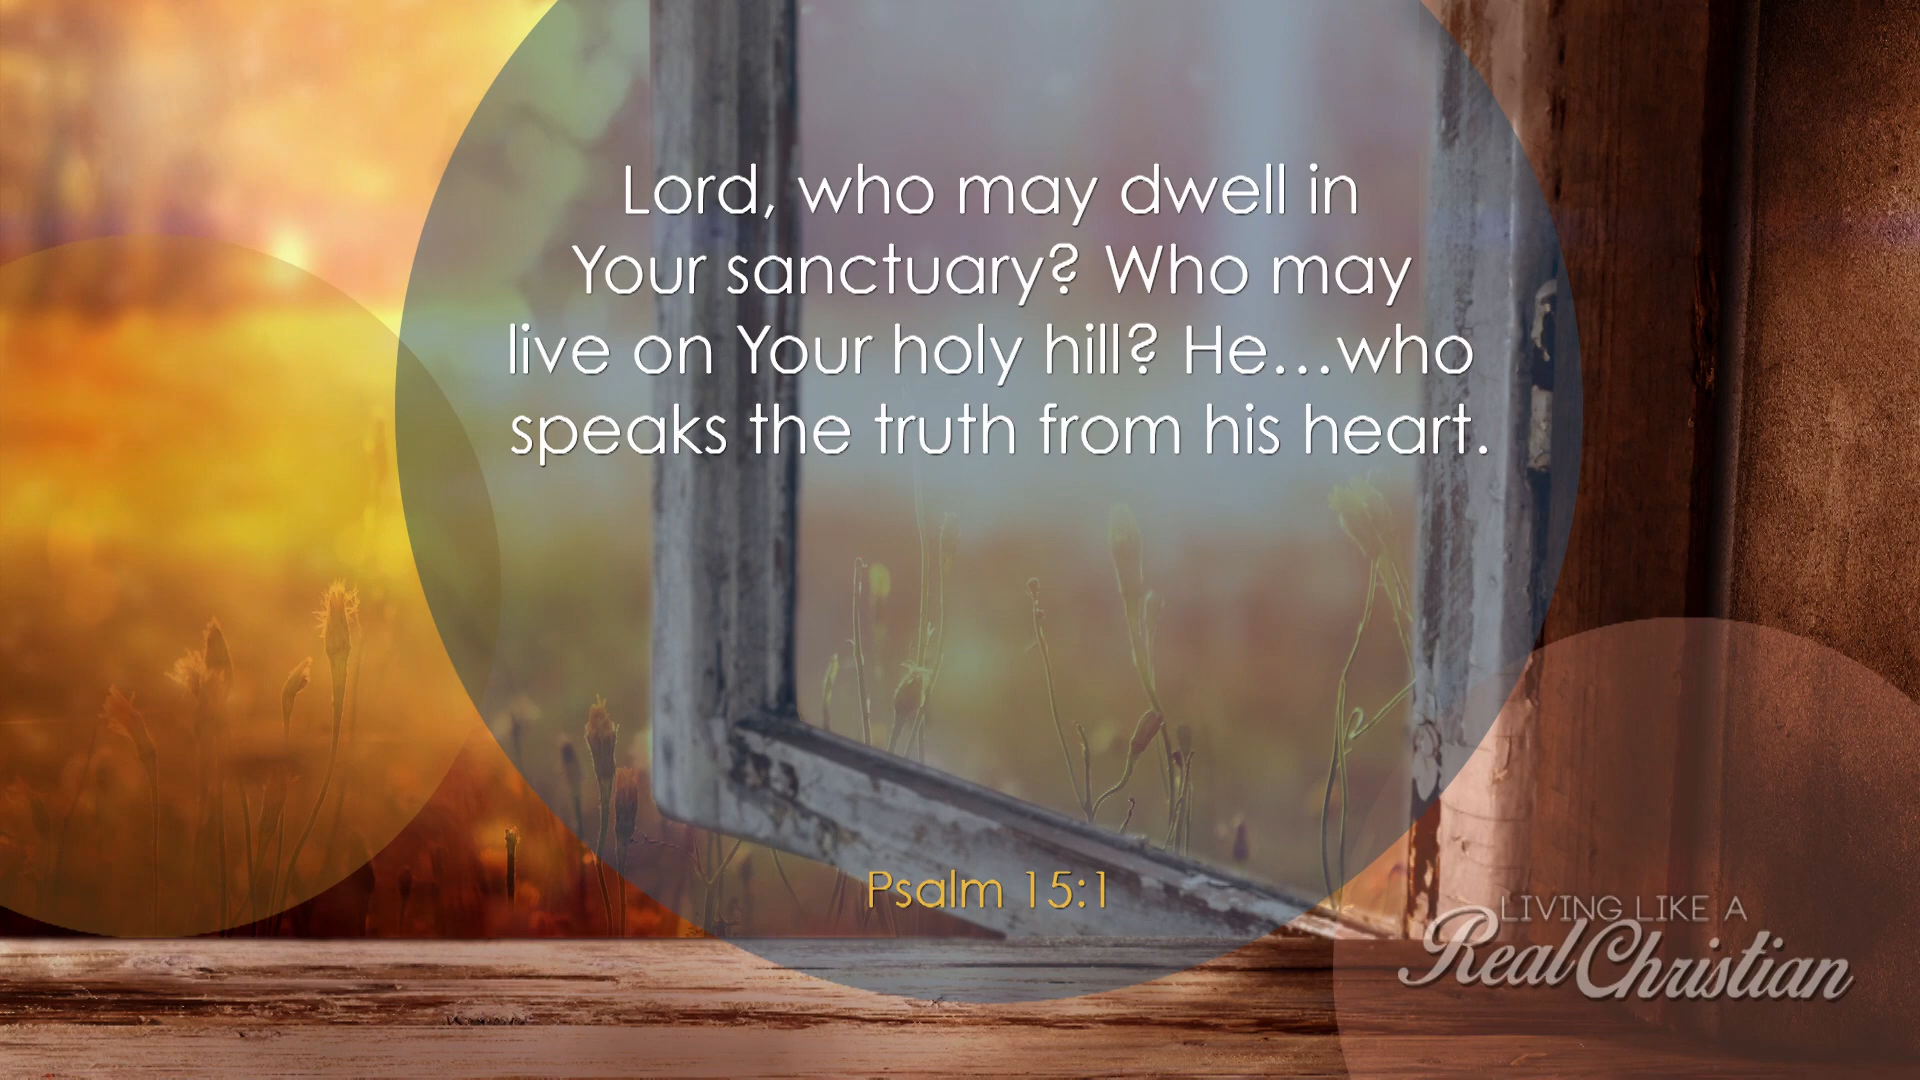 Lord, who may dwell in
Your sanctuary? Who may
live on Your holy hill? He...who
speaks the truth from his heart.
Psalm 15:1
LIVING LIKE A
Real Christian